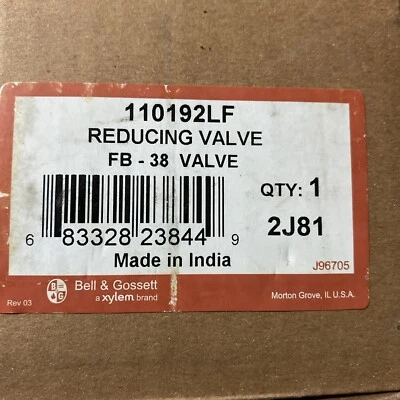 110192LF
REDUCING VALVE
FB - 38 VALVE
QTY: 1
6 83328 23844 9
2J81
Made in India
J96705
B G
Bell & Gossett
a xylem brand
Rev 03
Morton Grove, IL U.S.A.